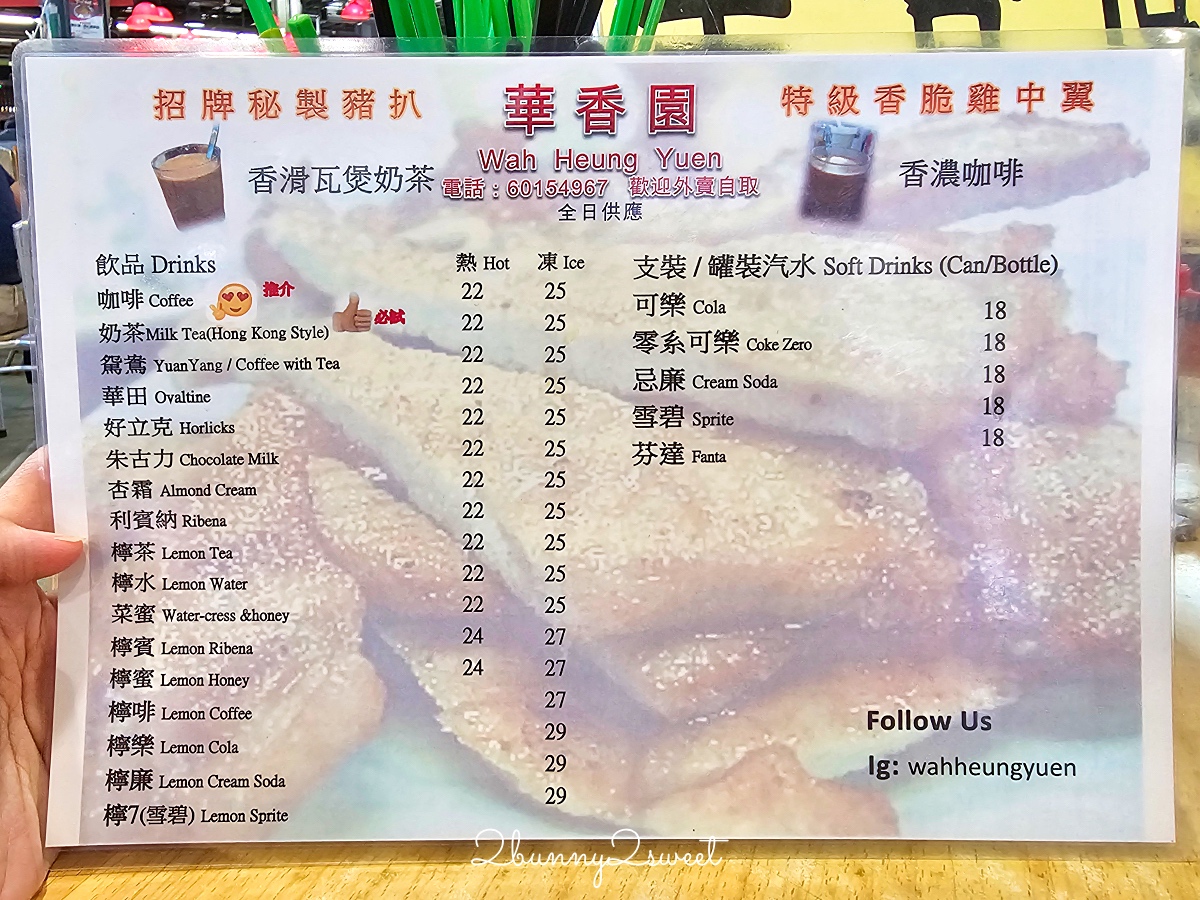 招牌秘製豬扒 華香園 特級香脆雞中翼
Wah Heung Yuen
香滑瓦煲奶茶 電話：60154967 歡迎外賣自取 香濃咖啡
全日供應
飲品 Drinks 熱 Hot 凍 Ice
咖啡 Coffee 推介 22 25
奶茶Milk Tea(Hong Kong Style) 必試 22 25
鴛鴦 YuanYang / Coffee with Tea 22 25
華田 Ovaltine 22 25
好立克 Horlicks 22 25
朱古力 Chocolate Milk 22 25
杏霜 Almond Cream 22 25
利賓納 Ribena 22 25
檸茶 Lemon Tea 22 25
檸水 Lemon Water 22 25
菜蜜 Water-cress &honey 22 25
檸賓 Lemon Ribena 24 27
檸蜜 Lemon Honey 24 27
檸啡 Lemon Coffee 27
檸樂 Lemon Cola 29
檸廉 Lemon Cream Soda 29
檸7(雪碧) Lemon Sprite 29
支裝 / 罐裝汽水 Soft Drinks (Can/Bottle)
可樂 Cola 18
零系可樂 Coke Zero 18
忌廉 Cream Soda 18
雪碧 Sprite 18
芬達 Fanta 18
Follow Us
Ig: wahheungyuen
2bunny2sweet